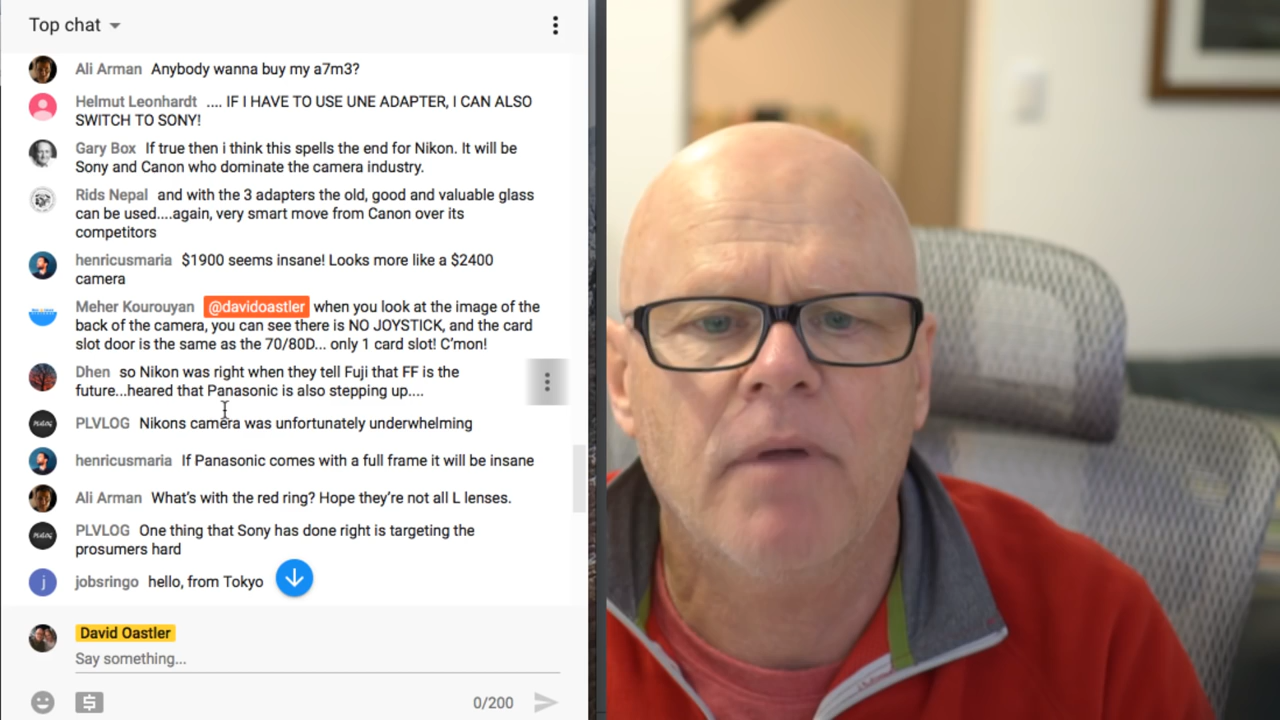 Top chat
Ali Arman Anybody wanna buy my a7m3?
Helmut Leonhardt .... IF I HAVE TO USE UNE ADAPTER, I CAN ALSO
SWITCH TO SONY!
Gary Box If true then i think this spells the end for Nikon. It will be
Sony and Canon who dominate the camera industry.
Rids Nepal and with the 3 adapters the old, good and valuable glass
can be used....again, very smart move from Canon over its
competitors
henricusmaria $1900 seems insane! Looks more like a $2400
camera
Meher Kourouyan @davidoastler when you look at the image of the
back of the camera, you can see there is NO JOYSTICK, and the card
slot door is the same as the 70/80D... only 1 card slot! C'mon!
Dhen so Nikon was right when they tell Fuji that FF is the
future...heared that Panasonic is also stepping up....
PLVLOG Nikons camera was unfortunately underwhelming
henricusmaria If Panasonic comes with a full frame it will be insane
Ali Arman What's with the red ring? Hope they're not all L lenses.
PLVLOG One thing that Sony has done right is targeting the
prosumers hard
j jobsringo hello, from Tokyo
David Oastler
Say something...
0/200